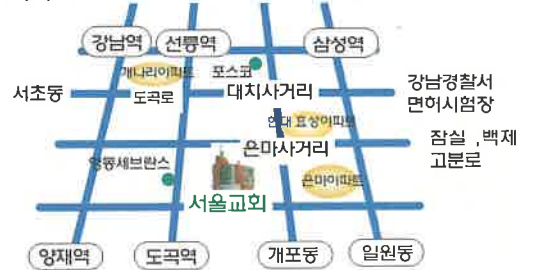 강남역 선릉역 삼성역
개나리아파트 포스코
서초동 도곡로 대치사거리 강남경찰서
면허시험장
현대 효성아파트
은마사거리 잠실 ,백제
고분로
영동세브란스
은마아파트
서울교회
양재역 도곡역 개포동 일원동